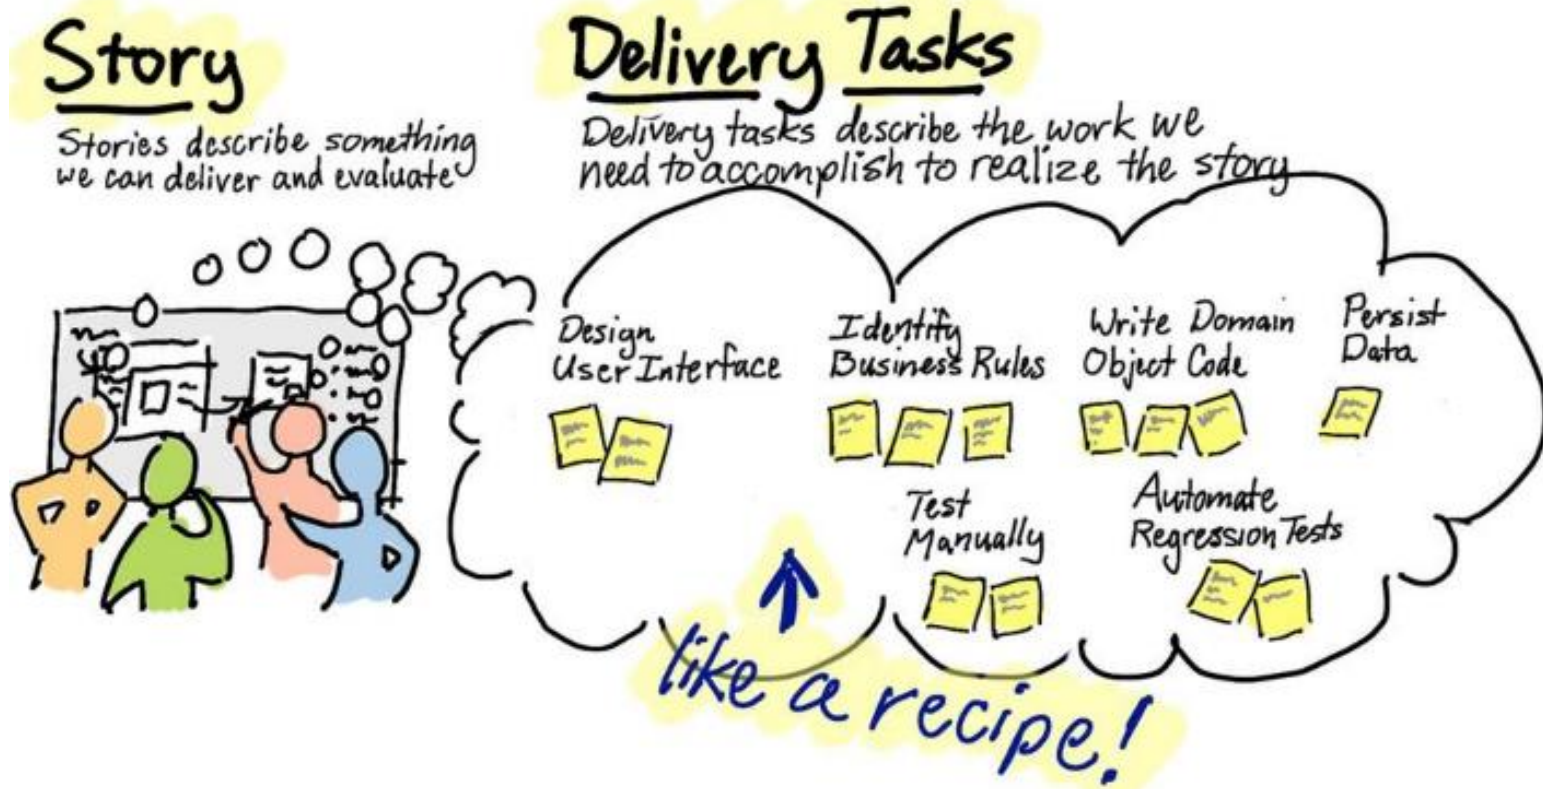 Story
Stories describe something
we can deliver and evaluate
Delivery Tasks
Delivery tasks describe the work we
need to accomplish to realize the story
Design
User Interface
Identify
Business Rules
Write Domain
Object Code
Persist
Data
Test
Manually
Automate
Regression Tests
like a recipe!